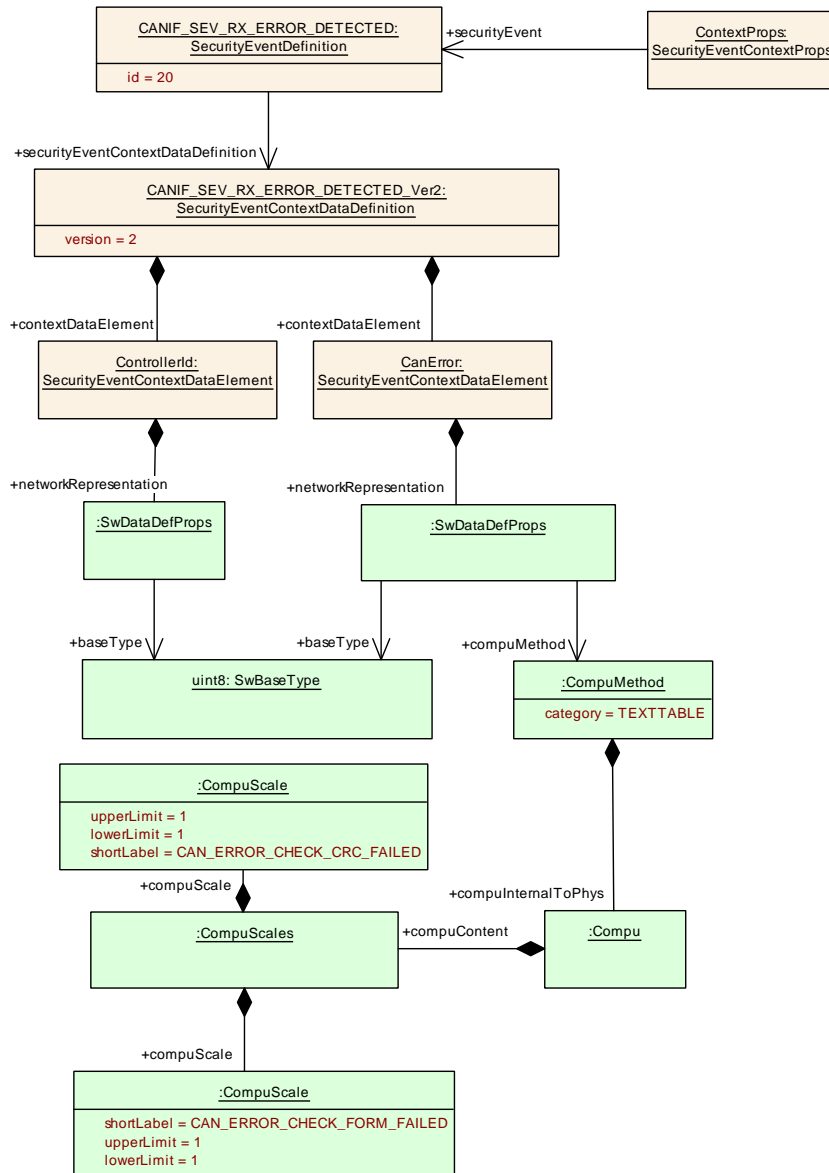 CANIF_SEV_RX_ERROR_DETECTED:
SecurityEventDefinition
id = 20
+securityEvent
ContextProps:
SecurityEventContextProps
+securityEventContextDataDefinition
CANIF_SEV_RX_ERROR_DETECTED_Ver2:
SecurityEventContextDataDefinition
version = 2
+contextDataElement
+contextDataElement
ControllerId:
SecurityEventContextDataElement
CanError:
SecurityEventContextDataElement
+networkRepresentation
+networkRepresentation
:SwDataDefProps
:SwDataDefProps
+baseType
+baseType
+compuMethod
uint8: SwBaseType
:CompuMethod
category = TEXTTABLE
:CompuScale
upperLimit = 1
lowerLimit = 1
shortLabel = CAN_ERROR_CHECK_CRC_FAILED
+compuScale
+compuInternalToPhys
:CompuScales
+compuContent
:Compu
+compuScale
:CompuScale
shortLabel = CAN_ERROR_CHECK_FORM_FAILED
upperLimit = 1
lowerLimit = 1